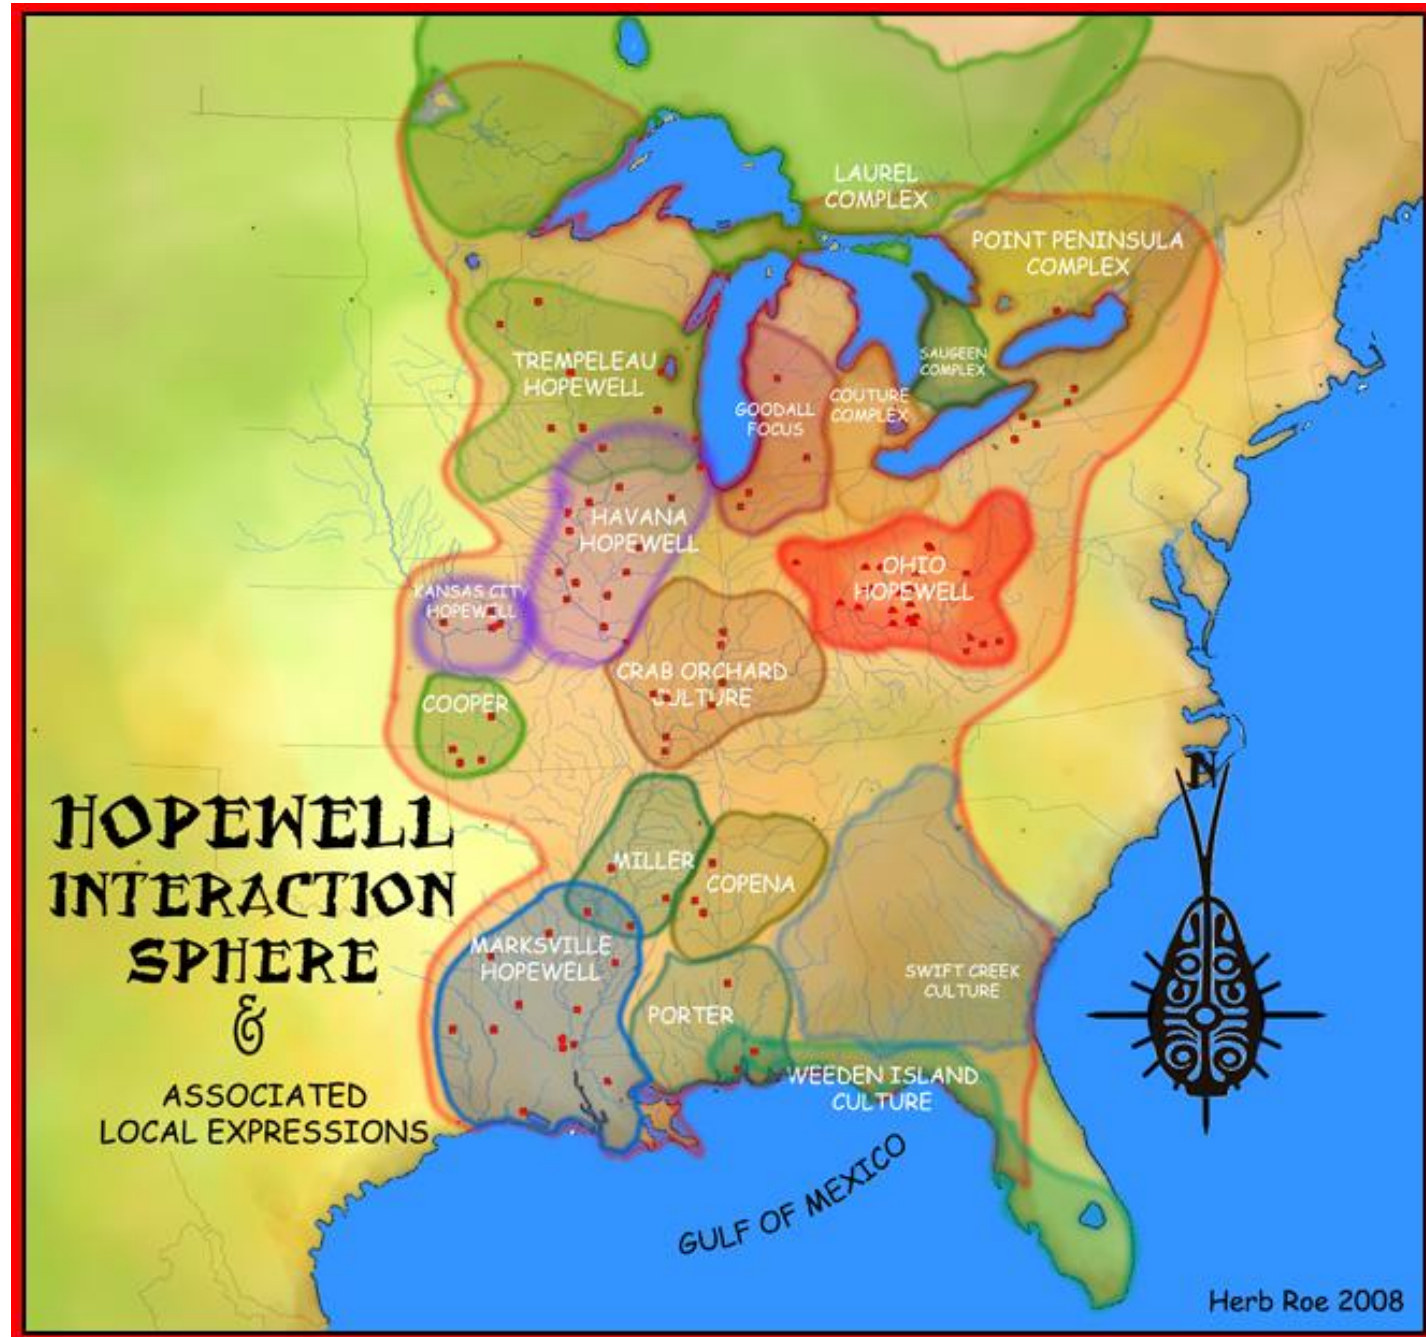 LAUREL
COMPLEX
POINT PENINSULA
COMPLEX
TREMPELEAU
HOPEWELL
SAUGEEN
COMPLEX
GOODALL
FOCUS
COUTURE
COMPLEX
HAVANA
HOPEWELL
OHIO
HOPEWELL
KANSAS CITY
HOPEWELL
CRAB ORCHARD
CULTURE
COOPER
N
HOPEWELL
INTERACTION
SPHERE
&
ASSOCIATED
LOCAL EXPRESSIONS
MILLER
COPENA
MARKSVILLE
HOPEWELL
SWIFT CREEK
CULTURE
PORTER
WEEDEN ISLAND
CULTURE
GULF OF MEXICO
Herb Roe 2008